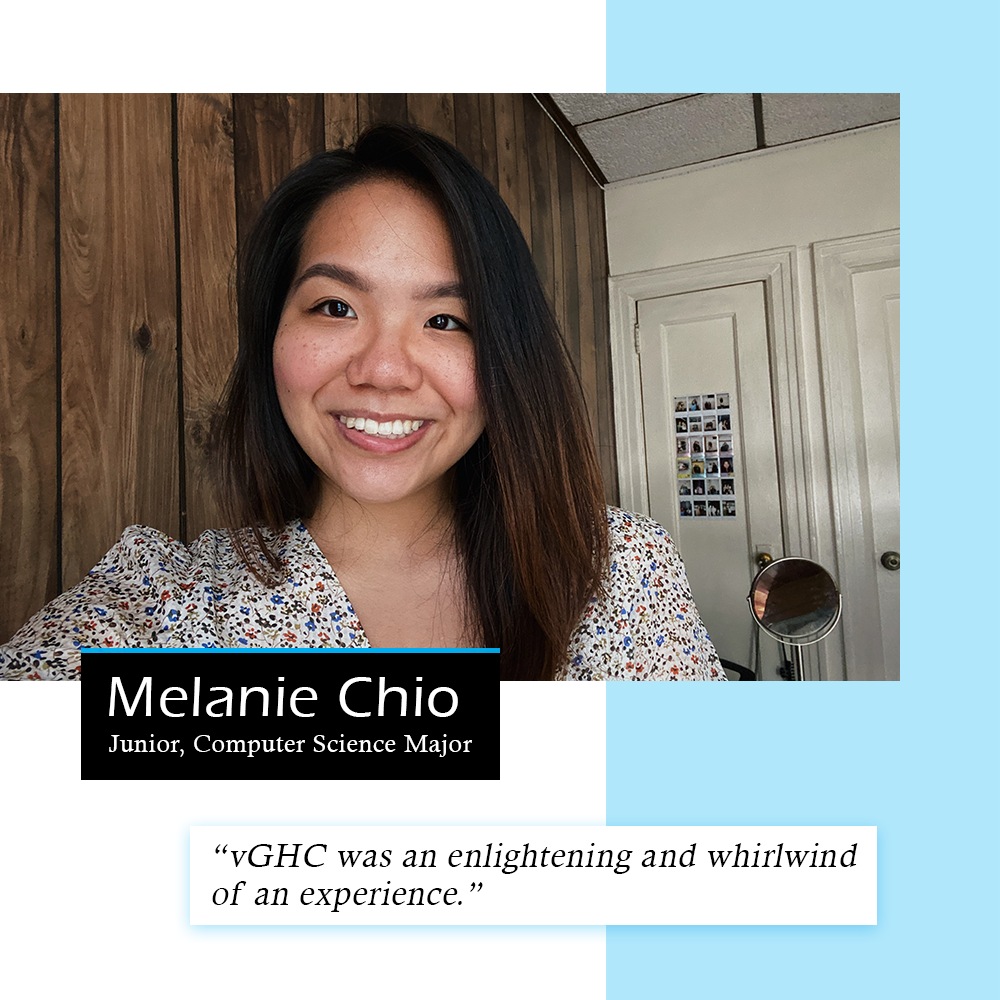 Melanie Chio
Junior, Computer Science Major
“vGHC was an enlightening and whirlwind
of an experience.”